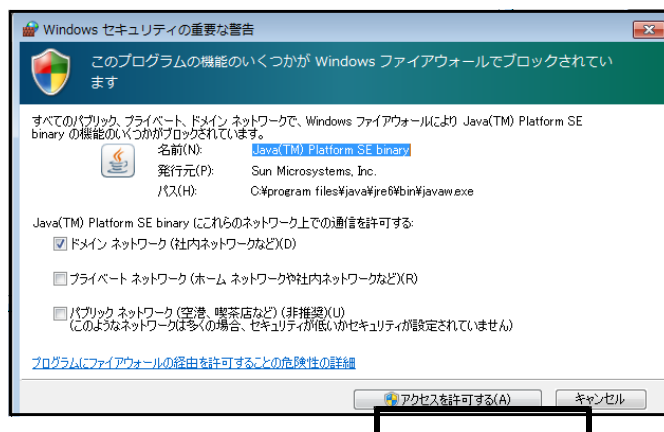 Windows セキュリティの重要な警告
このプログラムの機能のいくつかが Windows ファイアウォールでブロックされてい
ます
すべてのパブリック、プライベート、ドメイン ネットワークで、Windows ファイアウォールにより Java(TM) Platform SE
binary の機能のいくつかがブロックされています。
名前(N): Java(TM) Platform SE binary
発行元(P): Sun Microsystems, Inc.
パス(H): C:¥program files¥java¥jre6¥bin¥javaw.exe
Java(TM) Platform SE binary にこれらのネットワーク上での通信を許可する:
ドメイン ネットワーク (社内ネットワークなど)(D)
プライベート ネットワーク (ホーム ネットワークや社内ネットワークなど)(R)
パブリック ネットワーク (空港、喫茶店など) (非推奨)(U)
(このようなネットワークは多くの場合、セキュリティが低いかセキュリティが設定されていません)
プログラムにファイアウォールの経由を許可することの危険性の詳細
アクセスを許可する(A) キャンセル